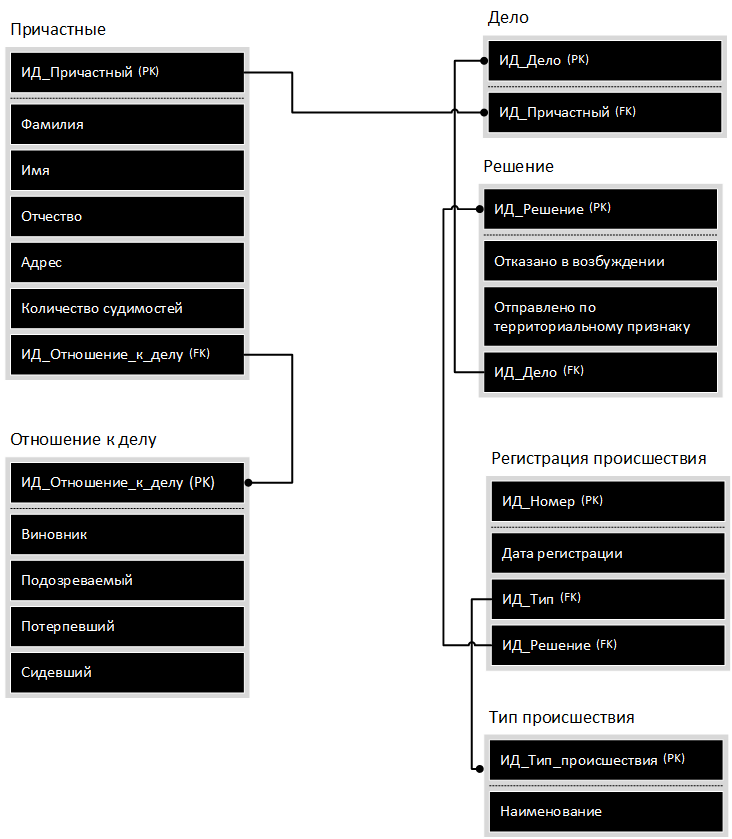 Причастные
ИД_Причастный (PK)
Фамилия
Имя
Отчество
Адрес
Количество судимостей
ИД_Отношение_к_делу (FK)
Отношение к делу
ИД_Отношение_к_делу (PK)
Виновник
Подозреваемый
Потерпевший
Сидевший
Дело
ИД_Дело (PK)
ИД_Причастный (FK)
Решение
ИД_Решение (PK)
Отказано в возбуждении
Отправлено по
территориальному признаку
ИД_Дело (FK)
Регистрация происшествия
ИД_Номер (PK)
Дата регистрации
ИД_Тип (FK)
ИД_Решение (FK)
Тип происшествия
ИД_Тип_происшествия (PK)
Наименование